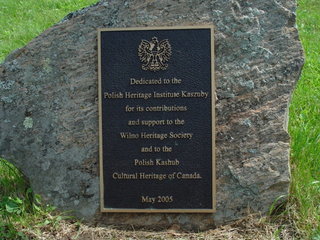 Dedicated to the
Polish Heritage Institute Kaszuby
for its contributions
and support to the
Wilno Heritage Society
and to the
Polish Kashub
Cultural Heritage of Canada.
May 2005